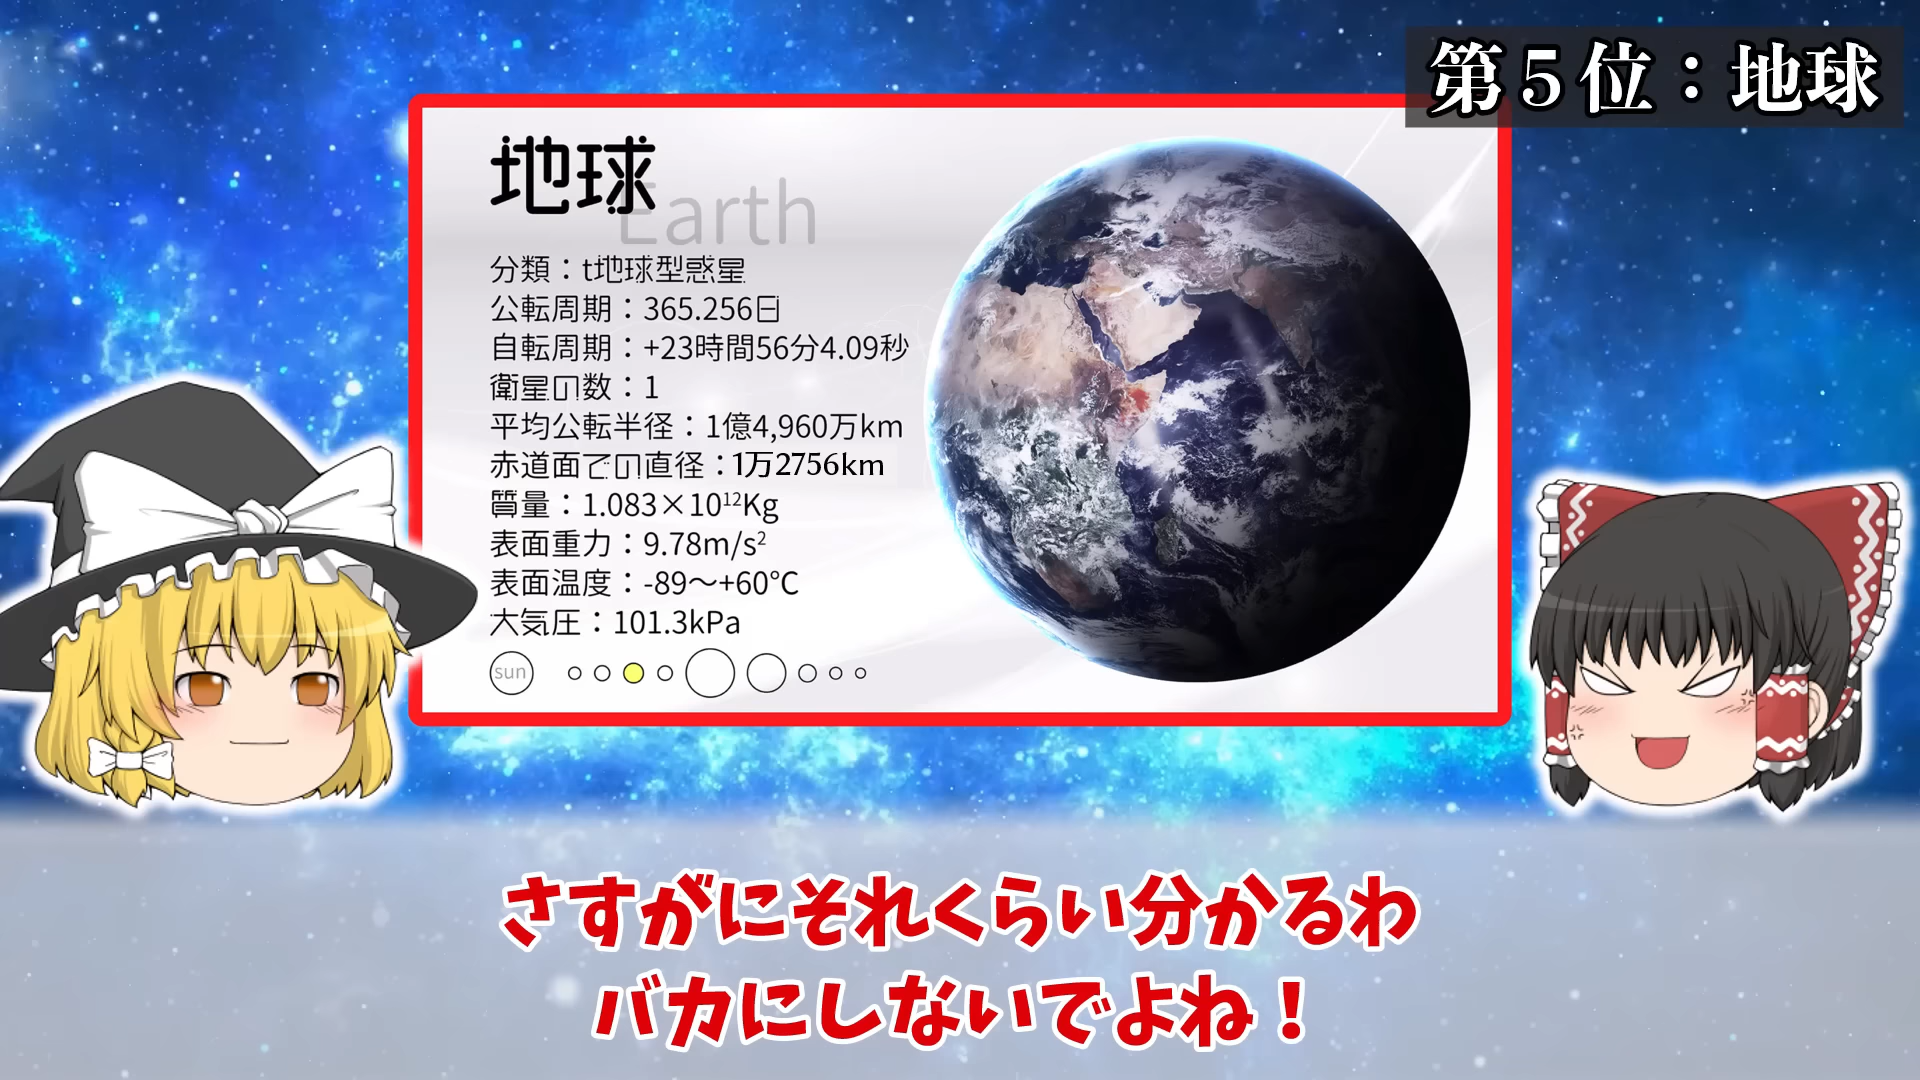 第５位：地球
地球
Earth
分類：t地球型惑星
公転周期：365.256日
自転周期：+23時間56分4.09秒
衛星の数：1
平均公転半径：1億4,960万km
赤道面での直径：1万2756km
質量：1.083×10¹²Kg
表面重力：9.78m/s²
表面温度：-89～+60℃
大気圧：101.3kPa
sun
さすがにそれくらい分かるわ
バカにしないでよね！